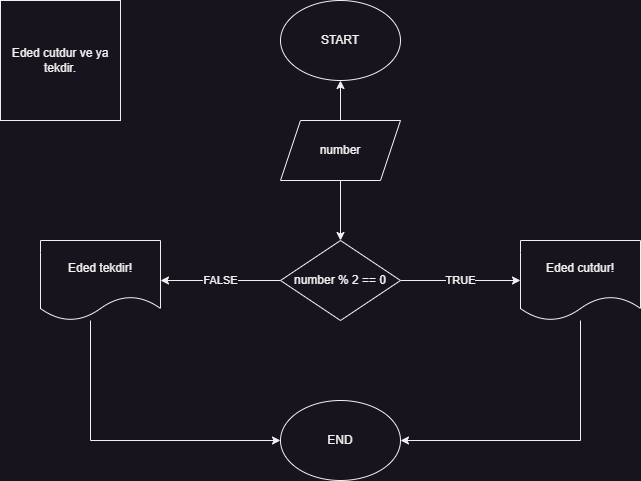 Eded cutdur ve ya
tekdir.
START
number
Eded tekdir!
FALSE
number % 2 == 0
TRUE
Eded cutdur!
END